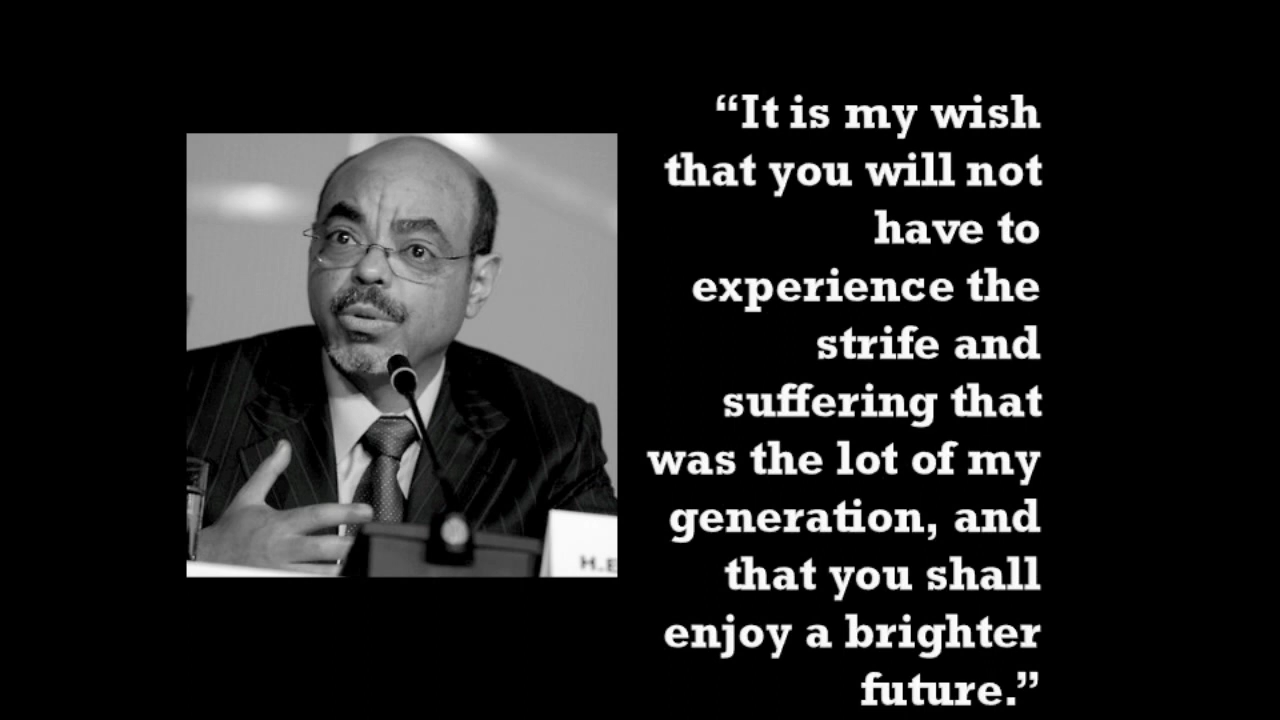 “It is my wish
that you will not
have to
experience the
strife and
suffering that
was the lot of my
generation, and
that you shall
enjoy a brighter
future.”
H.E